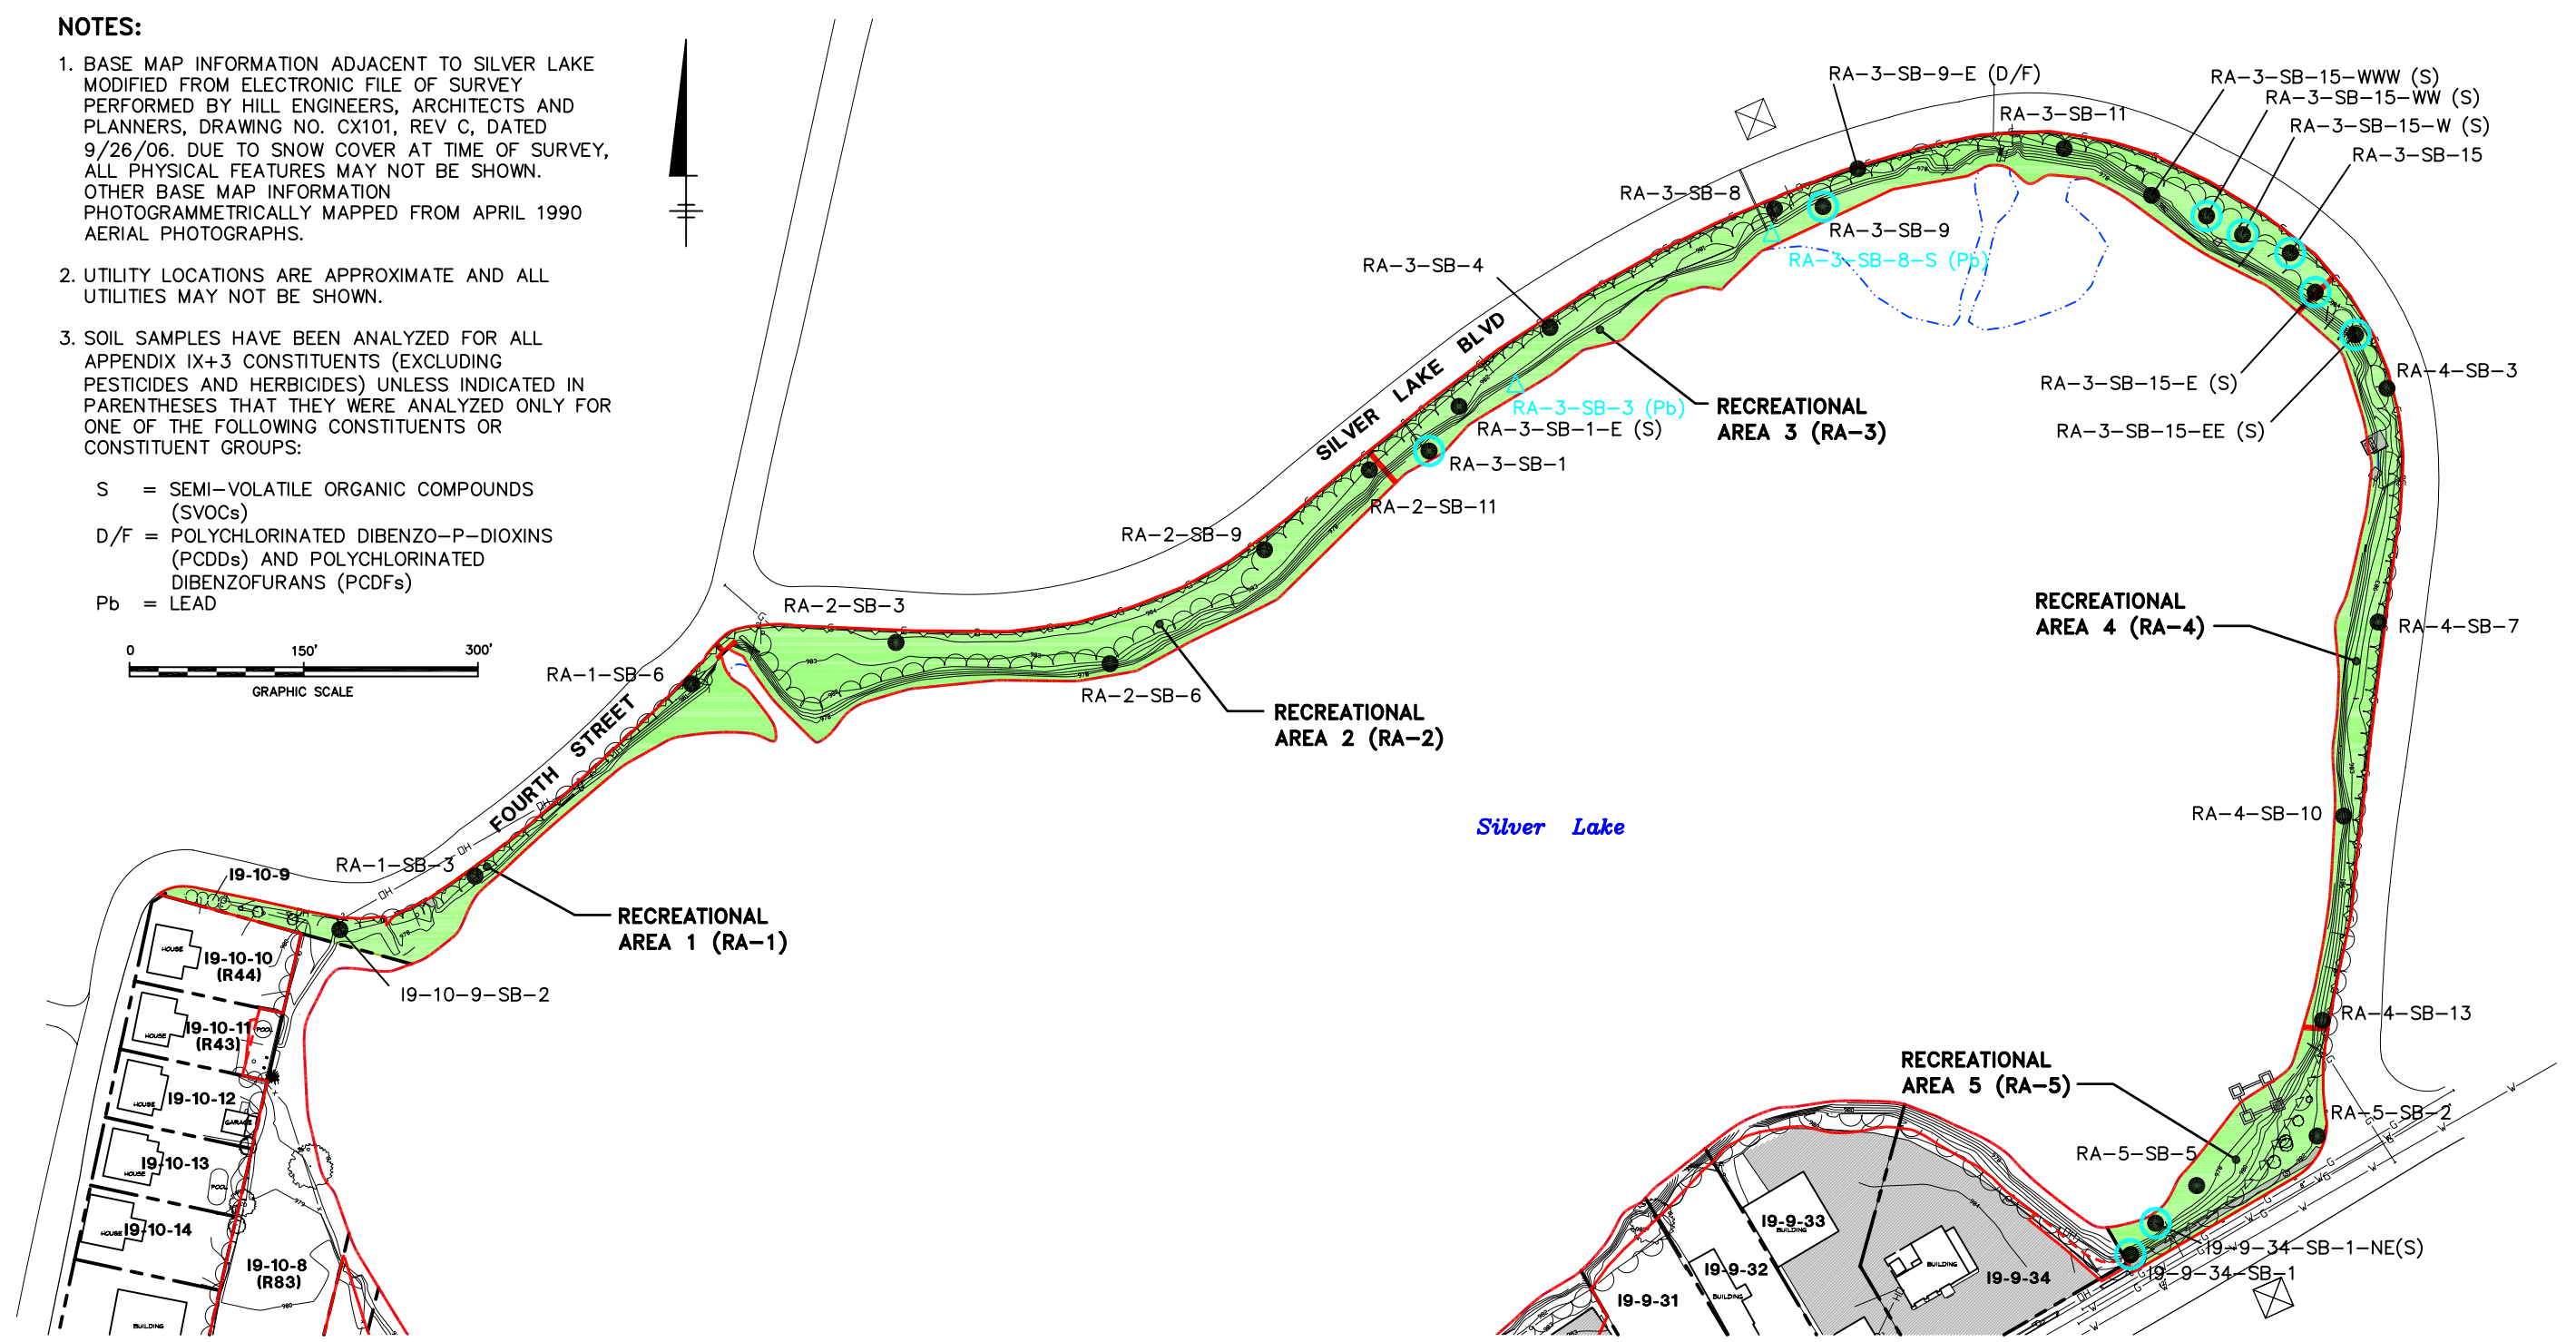 NOTES:
1. BASE MAP INFORMATION ADJACENT TO SILVER LAKE
MODIFIED FROM ELECTRONIC FILE OF SURVEY
PERFORMED BY HILL ENGINEERS, ARCHITECTS AND
PLANNERS, DRAWING NO. CX101, REV C, DATED
9/26/06. DUE TO SNOW COVER AT TIME OF SURVEY,
ALL PHYSICAL FEATURES MAY NOT BE SHOWN.
OTHER BASE MAP INFORMATION
PHOTOGRAMMETRICALLY MAPPED FROM APRIL 1990
AERIAL PHOTOGRAPHS.
2. UTILITY LOCATIONS ARE APPROXIMATE AND ALL
UTILITIES MAY NOT BE SHOWN.
3. SOIL SAMPLES HAVE BEEN ANALYZED FOR ALL
APPENDIX IX+3 CONSTITUENTS (EXCLUDING
PESTICIDES AND HERBICIDES) UNLESS INDICATED IN
PARENTHESES THAT THEY WERE ANALYZED ONLY FOR
ONE OF THE FOLLOWING CONSTITUENTS OR
CONSTITUENT GROUPS:
S = SEMI-VOLATILE ORGANIC COMPOUNDS
(SVOCs)
D/F = POLYCHLORINATED DIBENZO-P-DIOXINS
(PCDDs) AND POLYCHLORINATED
DIBENZOFURANS (PCDFs)
Pb = LEAD
0 150' 300'
GRAPHIC SCALE
RA-3-SB-9-E (D/F)
RA-3-SB-11
RA-3-SB-15-WWW (S)
RA-3-SB-15-WW (S)
RA-3-SB-15-W (S)
RA-3-SB-15
RA-3-SB-8
RA-3-SB-9
RA-3-SB-8-S (Pb)
RA-3-SB-4
SILVER LAKE BLVD
RA-3-SB-3 (Pb)
RA-3-SB-1-E (S)
RA-3-SB-1
RECREATIONAL
AREA 3 (RA-3)
RA-3-SB-15-E (S)
RA-3-SB-15-EE (S)
RA-4-SB-3
RA-2-SB-11
RA-2-SB-9
RA-2-SB-3
RA-2-SB-6
RECREATIONAL
AREA 2 (RA-2)
RECREATIONAL
AREA 4 (RA-4)
RA-4-SB-7
RA-1-SB-6
FOURTH STREET
Silver Lake
RA-4-SB-10
RA-1-SB-3
RECREATIONAL
AREA 1 (RA-1)
I9-10-9
I9-10-9-SB-2
HOUSE
I9-10-10
(R44)
HOUSE
I9-10-11
(R43)
POOL
HOUSE
I9-10-12
GARAGE
HOUSE
I9-10-13
POOL
HOUSE
I9-10-14
I9-10-8
(R83)
BUILDING
RA-4-SB-13
RECREATIONAL
AREA 5 (RA-5)
RA-5-SB-2
RA-5-SB-5
I9-9-34-SB-1-NE(S)
I9-9-34-SB-1
I9-9-33
BUILDING
I9-9-32
BUILDING
I9-9-31
I9-9-34
BUILDING